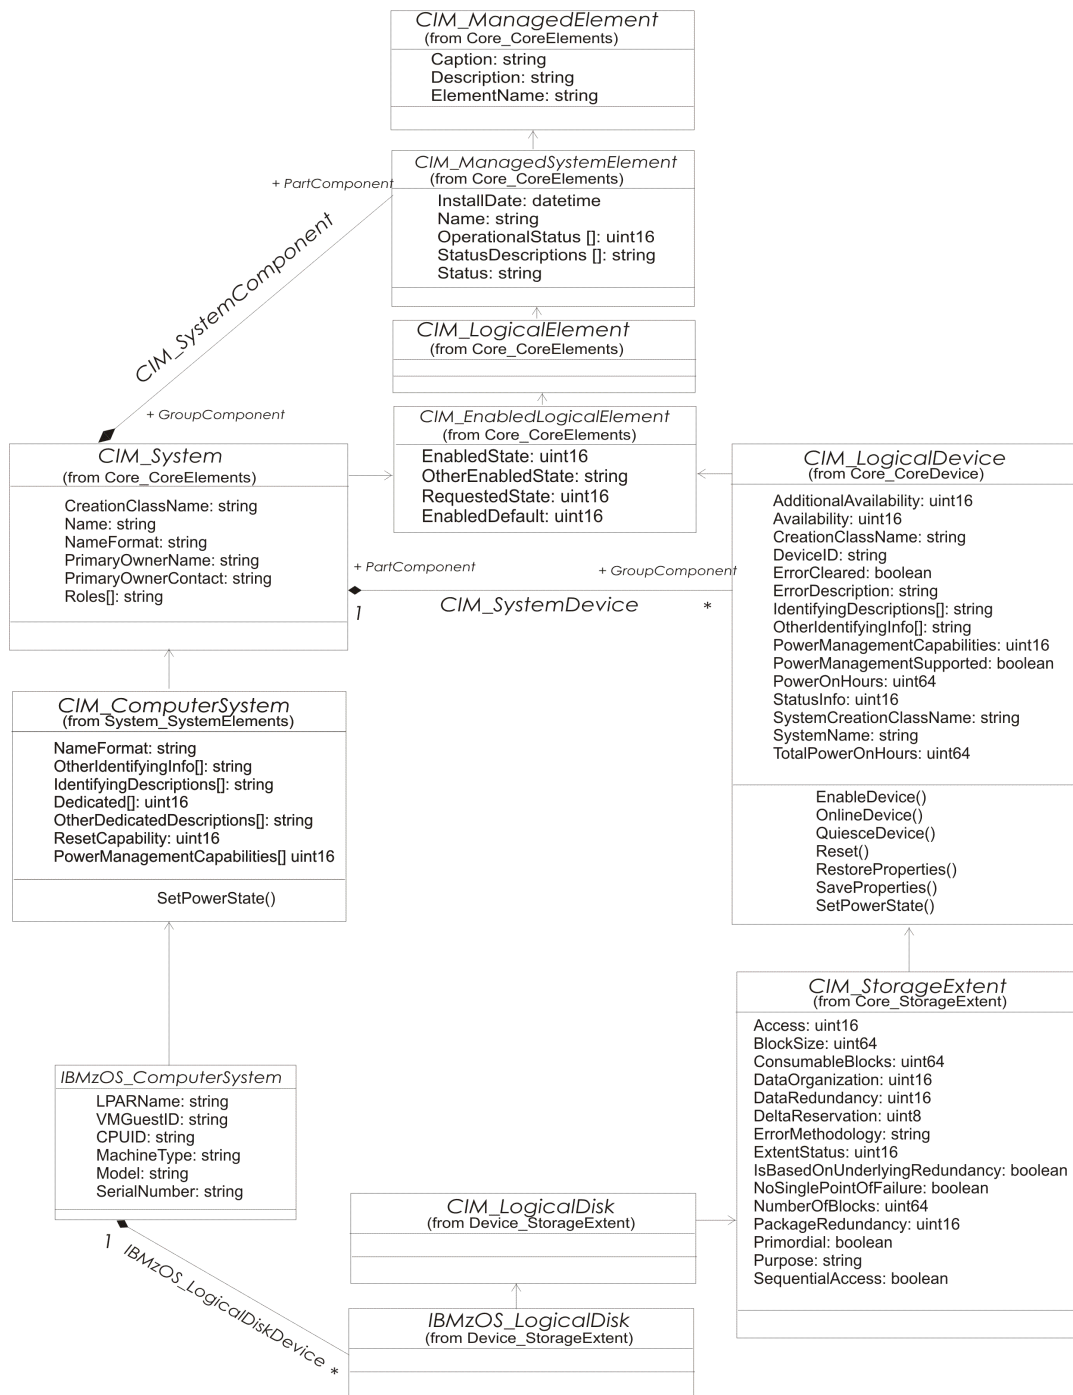 CIM_ManagedElement
(from Core_CoreElements)
Caption: string
Description: string
ElementName: string
CIM_ManagedSystemElement
(from Core_CoreElements)
+ PartComponent
InstallDate: datetime
Name: string
OperationalStatus []: uint16
StatusDescriptions []: string
Status: string
CIM_SystemComponent
CIM_LogicalElement
(from Core_CoreElements)
+ GroupComponent
CIM_EnabledLogicalElement
(from Core_CoreElements)
EnabledState: uint16
OtherEnabledState: string
RequestedState: uint16
EnabledDefault: uint16
CIM_System
(from Core_CoreElements)
CreationClassName: string
Name: string
NameFormat: string
PrimaryOwnerName: string
PrimaryOwnerContact: string
Roles[]: string
+ PartComponent
+ GroupComponent
1
CIM_SystemDevice
*
CIM_LogicalDevice
(from Core_CoreDevice)
AdditionalAvailability: uint16
Availability: uint16
CreationClassName: string
DeviceID: string
ErrorCleared: boolean
ErrorDescription: string
IdentifyingDescriptions[]: string
OtherIdentifyingInfo[]: string
PowerManagementCapabilities: uint16
PowerManagementSupported: boolean
PowerOnHours: uint64
StatusInfo: uint16
SystemCreationClassName: string
SystemName: string
TotalPowerOnHours: uint64
EnableDevice()
OnlineDevice()
QuiesceDevice()
Reset()
RestoreProperties()
SaveProperties()
SetPowerState()
CIM_ComputerSystem
(from System_SystemElements)
NameFormat: string
OtherIdentifyingInfo[]: string
IdentifyingDescriptions[]: string
Dedicated[]: uint16
OtherDedicatedDescriptions[]: string
ResetCapability: uint16
PowerManagementCapabilities[] uint16
SetPowerState()
CIM_StorageExtent
(from Core_StorageExtent)
Access: uint16
BlockSize: uint64
ConsumableBlocks: uint64
DataOrganization: uint16
DataRedundancy: uint16
DeltaReservation: uint8
ErrorMethodology: string
ExtentStatus: uint16
IsBasedOnUnderlyingRedundancy: boolean
NoSinglePointOfFailure: boolean
NumberOfBlocks: uint64
PackageRedundancy: uint16
Primordial: boolean
Purpose: string
SequentialAccess: boolean
IBMzOS_ComputerSystem
LPARName: string
VMGuestID: string
CPUID: string
MachineType: string
Model: string
SerialNumber: string
1
IBMzOS_LogicalDiskDevice
*
CIM_LogicalDisk
(from Device_StorageExtent)
IBMzOS_LogicalDisk
(from Device_StorageExtent)